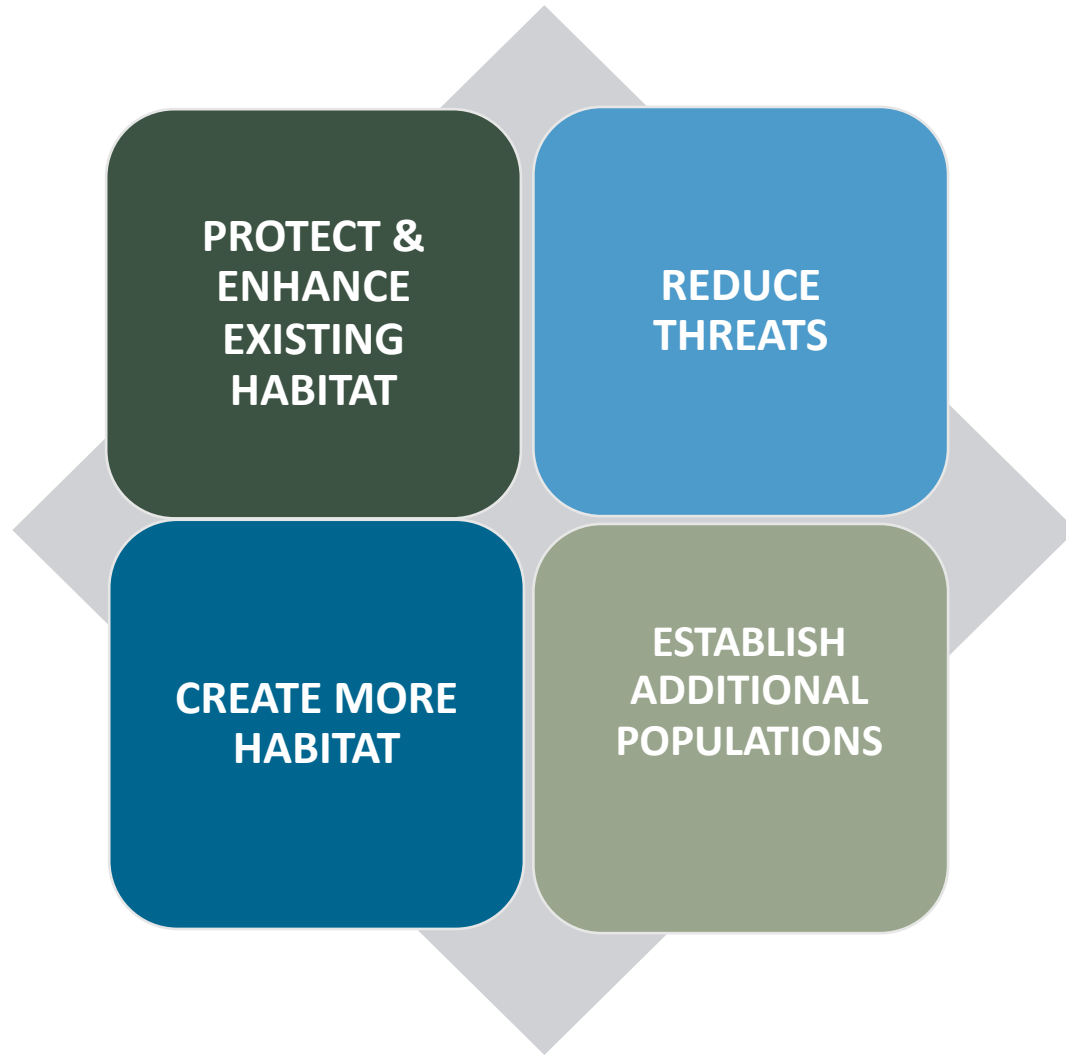 PROTECT &
ENHANCE
EXISTING
HABITAT
REDUCE
THREATS
CREATE MORE
HABITAT
ESTABLISH
ADDITIONAL
POPULATIONS